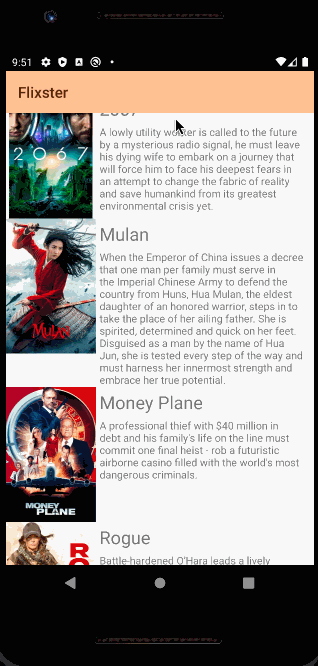 9:51
Flixster
2067
2067
A lowly utility worker is called to the future
by a mysterious radio signal, he must leave
his dying wife to embark on a journey that
will force him to face his deepest fears in
an attempt to change the fabric of reality
and save humankind from its greatest
environmental crisis yet.
Mulan
MULAN
When the Emperor of China issues a decree
that one man per family must serve in
the Imperial Chinese Army to defend the
country from Huns, Hua Mulan, the eldest
daughter of an honored warrior, steps in to
take the place of her ailing father. She is
spirited, determined and quick on her feet.
Disguised as a man by the name of Hua
Jun, she is tested every step of the way and
must harness her innermost strength and
embrace her true potential.
Money Plane
MONEY
PLANE
A professional thief with $40 million in
debt and his family's life on the line must
commit one final heist - rob a futuristic
airborne casino filled with the world's most
dangerous criminals.
Rogue
R
Battle-hardened O'Hara leads a lively